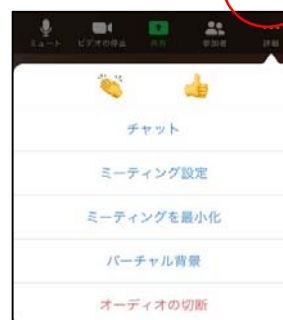 ミュート ビデオの停止 共有 参加者 詳細
チャット
ミーティング設定
ミーティングを最小化
バーチャル背景
オーディオの切断